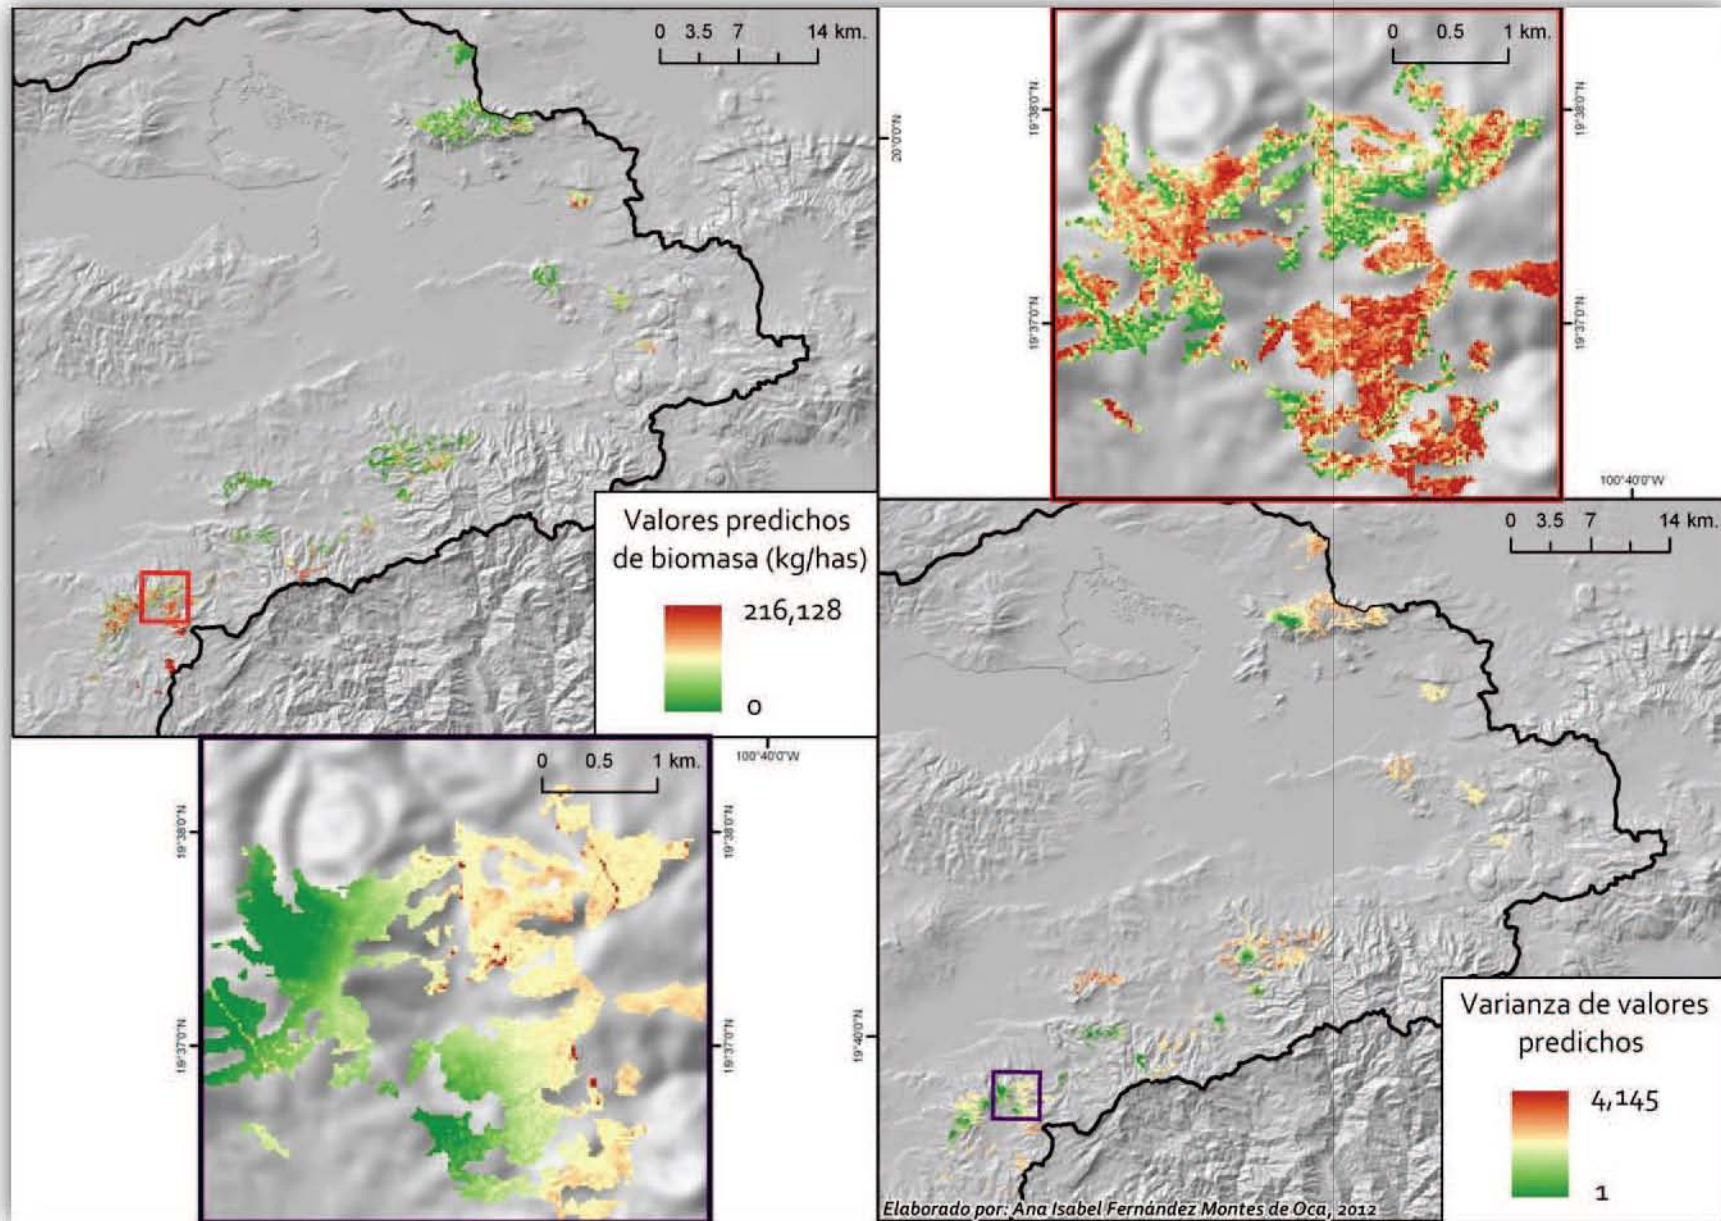 0 3.5 7 14 km.
20°0'0"N
Valores predichos
de biomasa (kg/has)
216,128
0
0 0.5 1 km.
19°38'0"N
19°38'0"N
19°37'0"N
19°37'0"N
100°40'0"W
0 0.5 1 km.
100°40'0"W
19°38'0"N
19°38'0"N
19°37'0"N
19°37'0"N
0 3.5 7 14 km.
19°40'0"N
Varianza de valores
predichos
4,145
1
Elaborado por: Ana Isabel Fernández Montes de Oca, 2012